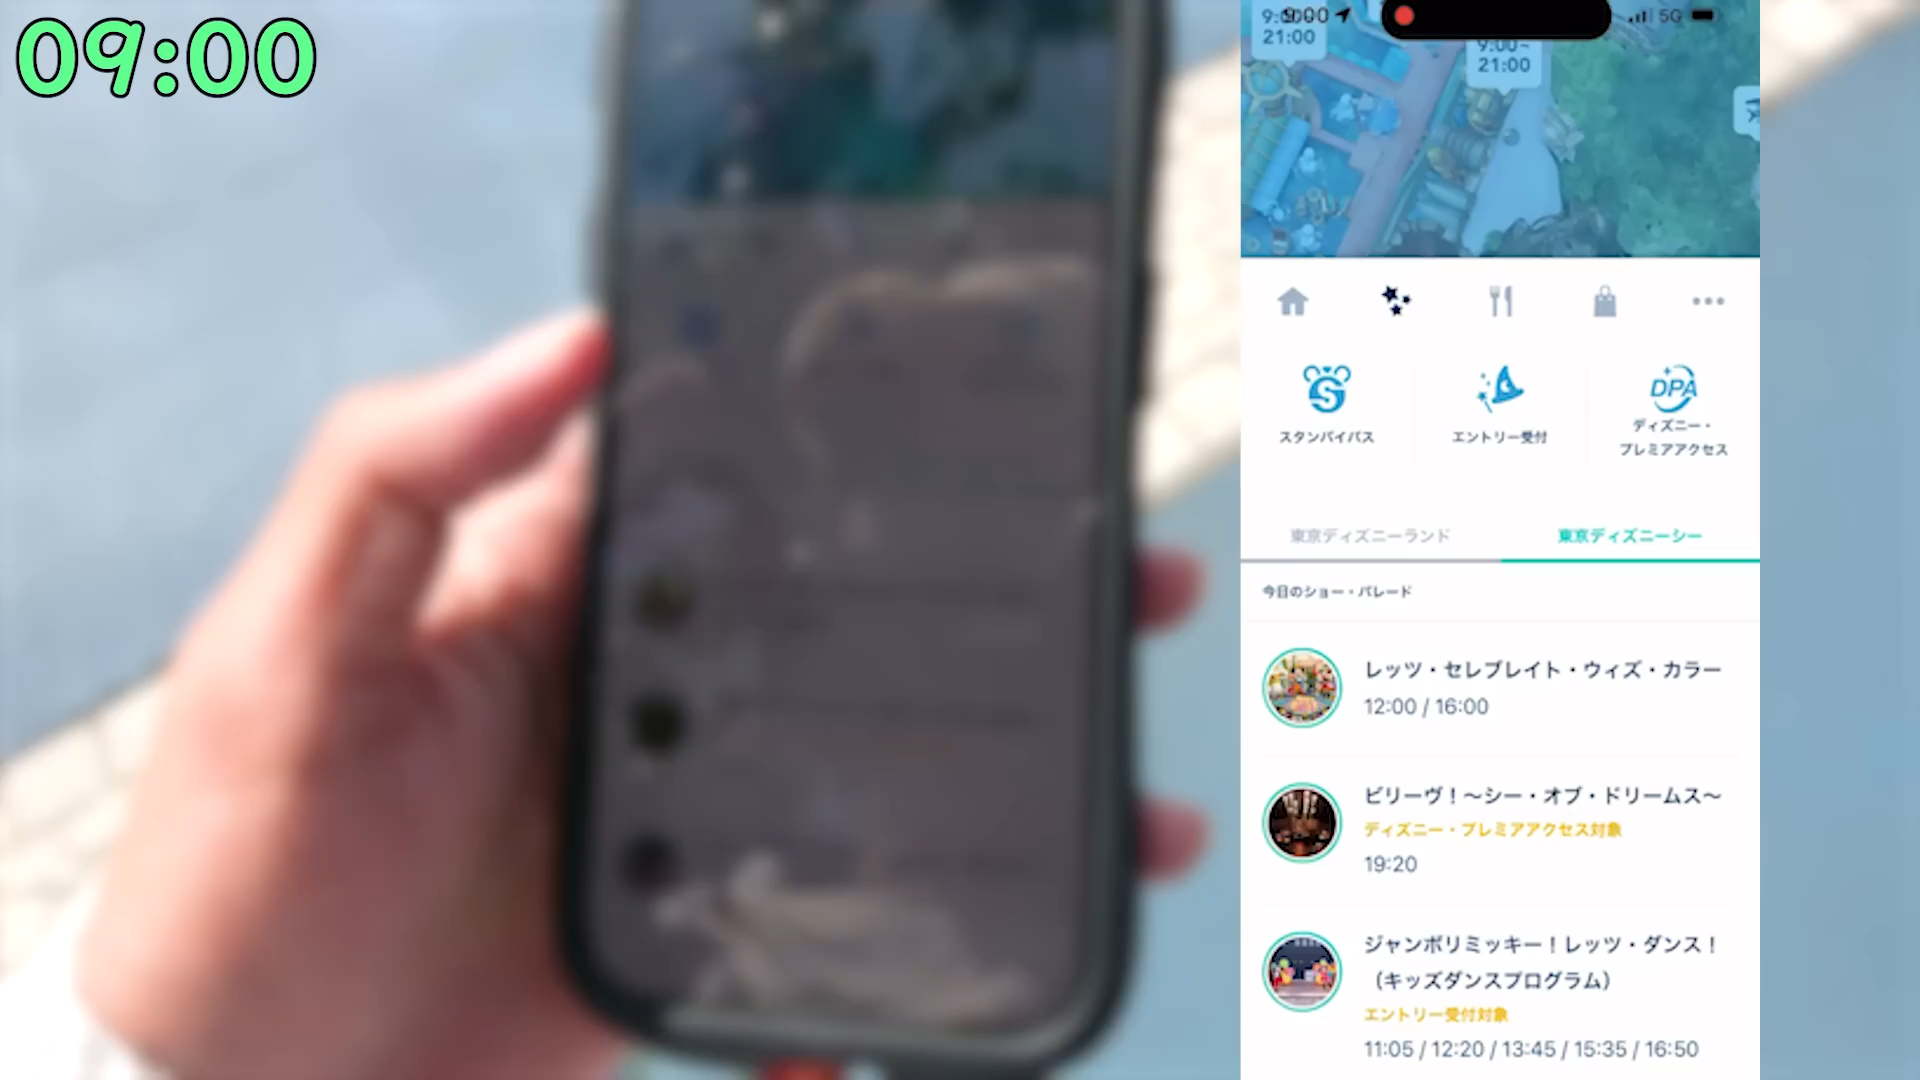 09:00
9:00
5G
21:00
9:00~
21:00
スタンバイパス
エントリー受付
DPA
ディズニー・
プレミアアクセス
東京ディズニーランド
東京ディズニーシー
今日のショー・パレード
レッツ・セレブレイト・ウィズ・カラー
12:00 / 16:00
ビリーヴ！〜シー・オブ・ドリームス〜
ディズニー・プレミアアクセス対象
19:20
ジャンボリミッキー！レッツ・ダンス！
（キッズダンスプログラム）
エントリー受付対象
11:05 / 12:20 / 13:45 / 15:35 / 16:50